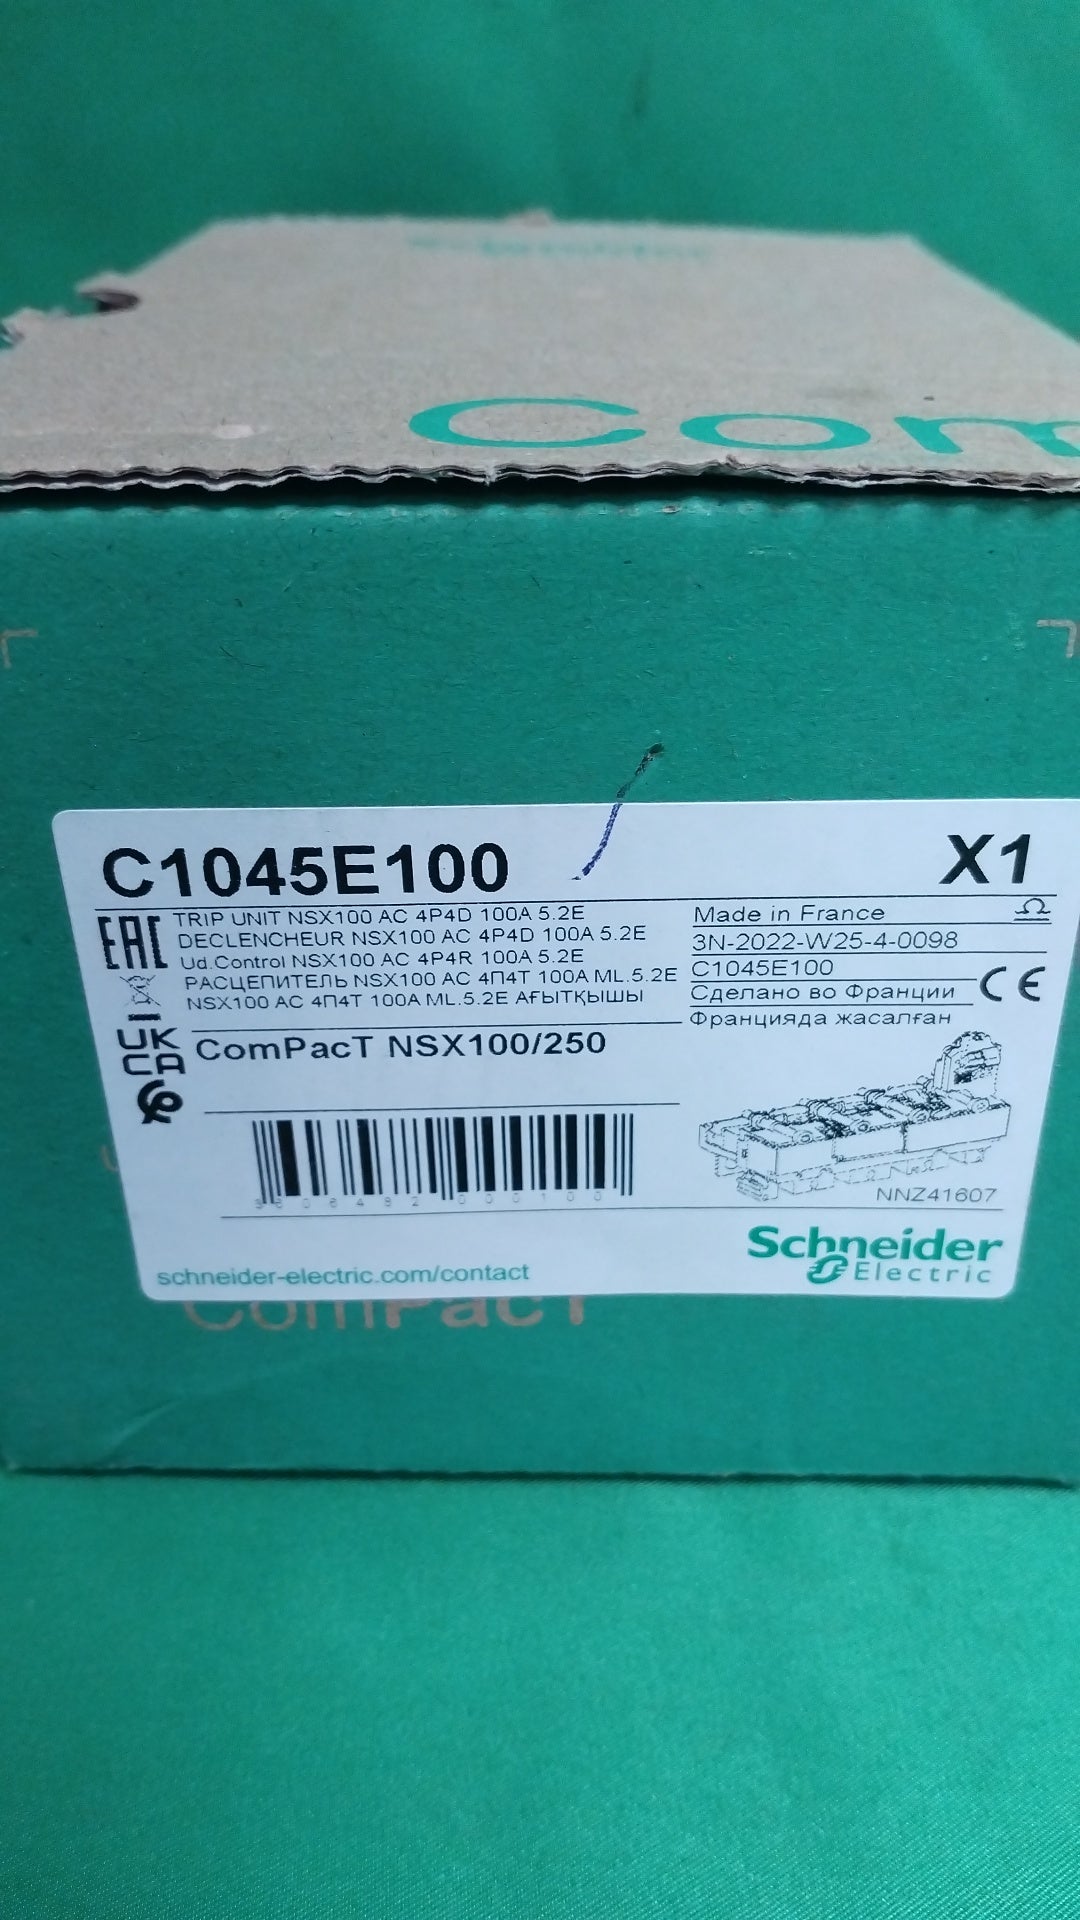 Com
C1045E100
X1
TRIP UNIT NSX100 AC 4P4D 100A 5.2E
DECLENCHEUR NSX100 AC 4P4D 100A 5.2E
Ud.Control NSX100 AC 4P4R 100A 5.2E
РАСЦЕПИТЕЛЬ NSX100 AC 4П4Т 100A ML.5.2E
NSX100 AC 4П4Т 100A ML.5.2E АҒЫТҚЫШЫ
EAC
UK
CA
Made in France
3N-2022-W25-4-0098
C1045E100
Сделано во Франции
Францияда жасалған
CE
ComPacT NSX100/250
NNZ41607
Schneider
Electric
schneider-electric.com/contact
ComPacT